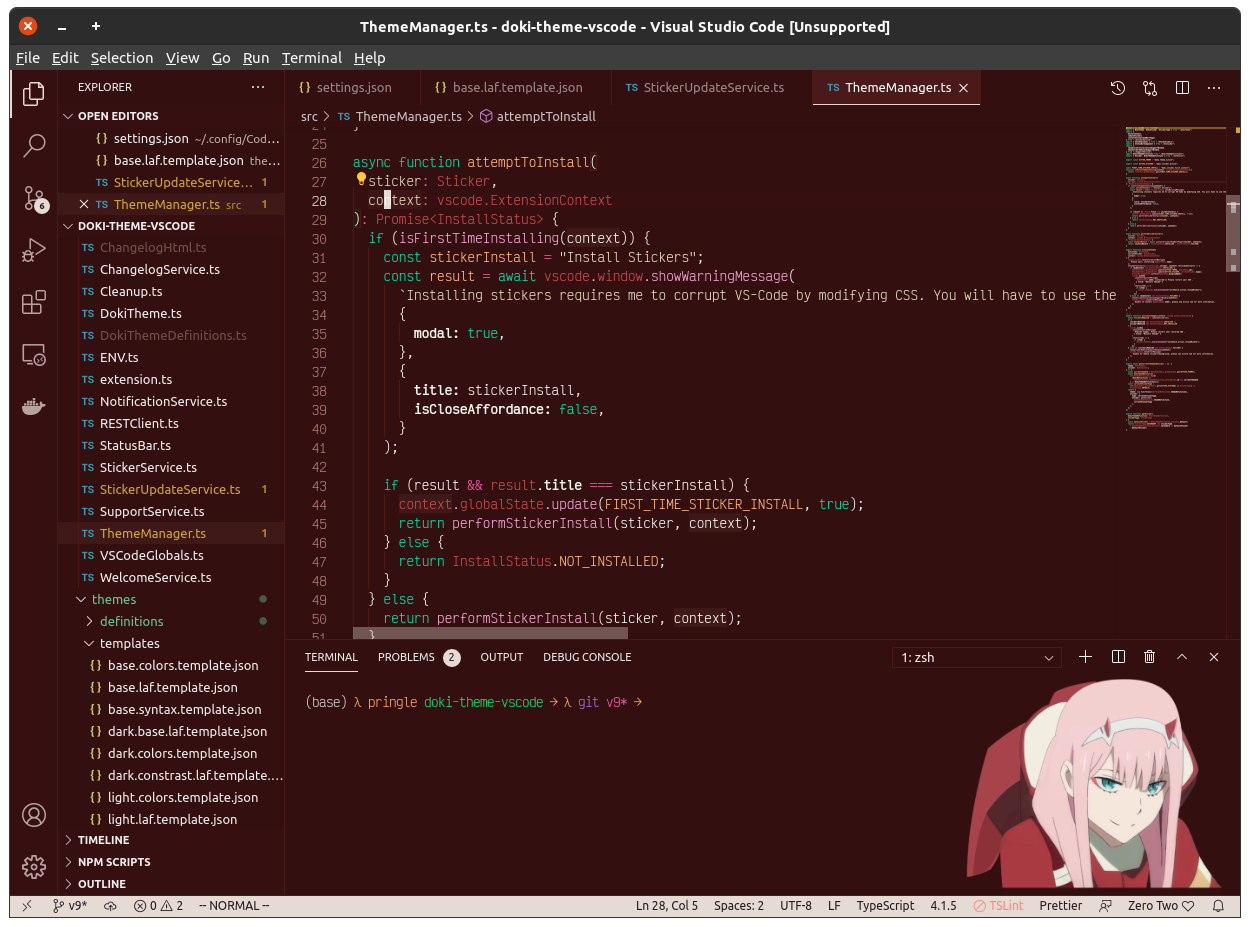 ThemeManager.ts - doki-theme-vscode - Visual Studio Code [Unsupported]
File Edit Selection View Go Run Terminal Help
EXPLORER
OPEN EDITORS
{} settings.json ~/.config/Cod...
{} base.laf.template.json the...
TS StickerUpdateService... 1
TS ThemeManager.ts src 1
DOKI-THEME-VSCODE
TS ChangelogHtml.ts
TS ChangelogService.ts
TS Cleanup.ts
TS DokiTheme.ts
TS DokiThemeDefinitions.ts
TS ENV.ts
TS extension.ts
TS NotificationService.ts
TS RESTClient.ts
TS StatusBar.ts
TS StickerService.ts
TS StickerUpdateService.ts 1
TS SupportService.ts
TS ThemeManager.ts 1
TS VSCodeGlobals.ts
TS WelcomeService.ts
themes
definitions
templates
{} base.colors.template.json
{} base.laf.template.json
{} base.syntax.template.json
{} dark.base.laf.template.json
{} dark.colors.template.json
{} dark.constrast.laf.template....
{} light.colors.template.json
{} light.laf.template.json
TIMELINE
NPM SCRIPTS
OUTLINE
6
{} settings.json {} base.laf.template.json TS StickerUpdateService.ts TS ThemeManager.ts
src > TS ThemeManager.ts > attemptToInstall
24 }
25
26 async function attemptToInstall(
27 sticker: Sticker,
28 context: vscode.ExtensionContext
29 ): Promise<InstallStatus> {
30 if (isFirstTimeInstalling(context)) {
31 const stickerInstall = "Install Stickers";
32 const result = await vscode.window.showWarningMessage(
33 `Installing stickers requires me to corrupt VS-Code by modifying CSS. You will have to use the
34 {
35 modal: true,
36 },
37 {
38 title: stickerInstall,
39 isCloseAffordance: false,
40 }
41 );
42
43 if (result && result.title === stickerInstall) {
44 context.globalState.update(FIRST_TIME_STICKER_INSTALL, true);
45 return performStickerInstall(sticker, context);
46 } else {
47 return InstallStatus.NOT_INSTALLED;
48 }
49 } else {
50 return performStickerInstall(sticker, context);
51 }
TERMINAL PROBLEMS 2 OUTPUT DEBUG CONSOLE 1: zsh
(base) λ pringle doki-theme-vscode → λ git v9* →
v9* 0 2 -- NORMAL -- Ln 28, Col 5 Spaces: 2 UTF-8 LF TypeScript 4.1.5 TSLint Prettier Zero Two ♡